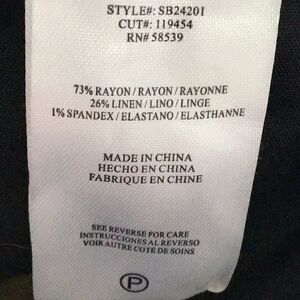 STYLE#: SB24201
CUT#: 119454
RN# 58539
73% RAYON / RAYON / RAYONNE
26% LINEN / LINO / LINGE
1% SPANDEX / ELASTANO / ELASTHANNE
MADE IN CHINA
HECHO EN CHINA
FABRIQUE EN CHINE
SEE REVERSE FOR CARE
INSTRUCCIONES AL REVERSO
VOIR AUTRE COTE DE SOINS
P